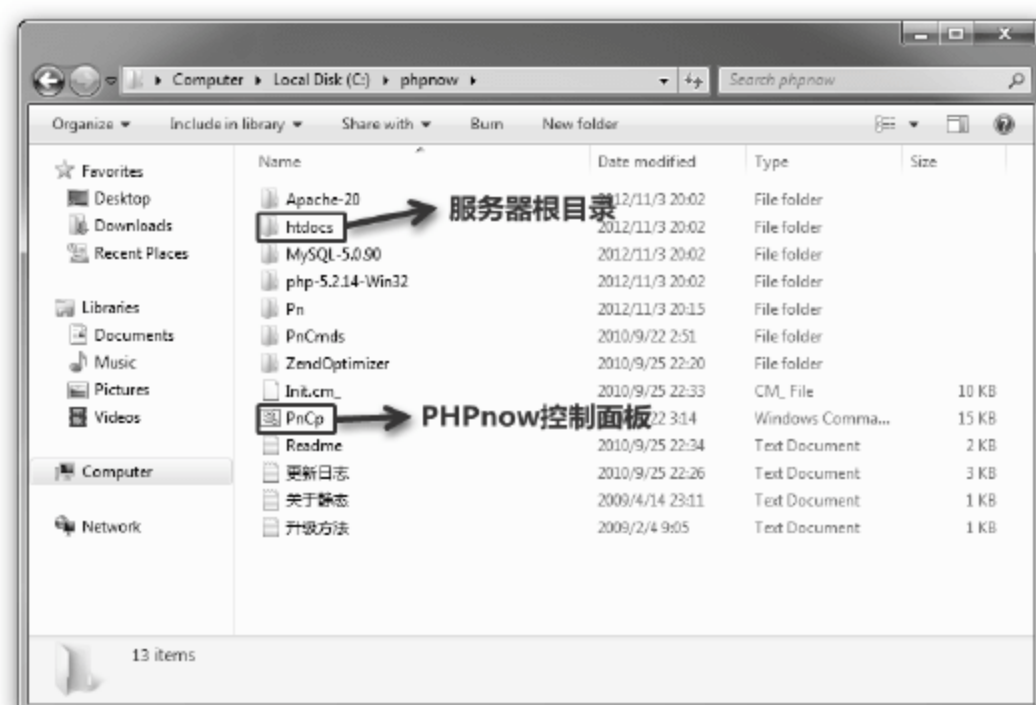 Computer Local Disk (C:) phpnow Search phpnow
Organize Include in library Share with Burn New folder
Name Date modified Type Size
Favorites
Desktop
Downloads
Recent Places
Libraries
Documents
Music
Pictures
Videos
Computer
Network
Apache-20 2012/11/3 20:02 File folder
htdocs 服务器根目录 2012/11/3 20:02 File folder
MySQL-5.0.90 2012/11/3 20:02 File folder
php-5.2.14-Win32 2012/11/3 20:02 File folder
Pn 2012/11/3 20:15 File folder
PnCmds 2010/9/22 2:51 File folder
ZendOptimizer 2010/9/25 22:20 File folder
Init.cm_ 2010/9/25 22:33 CM_ File 10 KB
PnCp PHPnow控制面板 22 3:14 Windows Comma... 15 KB
Readme 2010/9/25 22:34 Text Document 2 KB
更新日志 2010/9/25 22:26 Text Document 3 KB
关于静态 2009/4/14 23:11 Text Document 1 KB
升级方法 2009/2/4 9:05 Text Document 1 KB
13 items